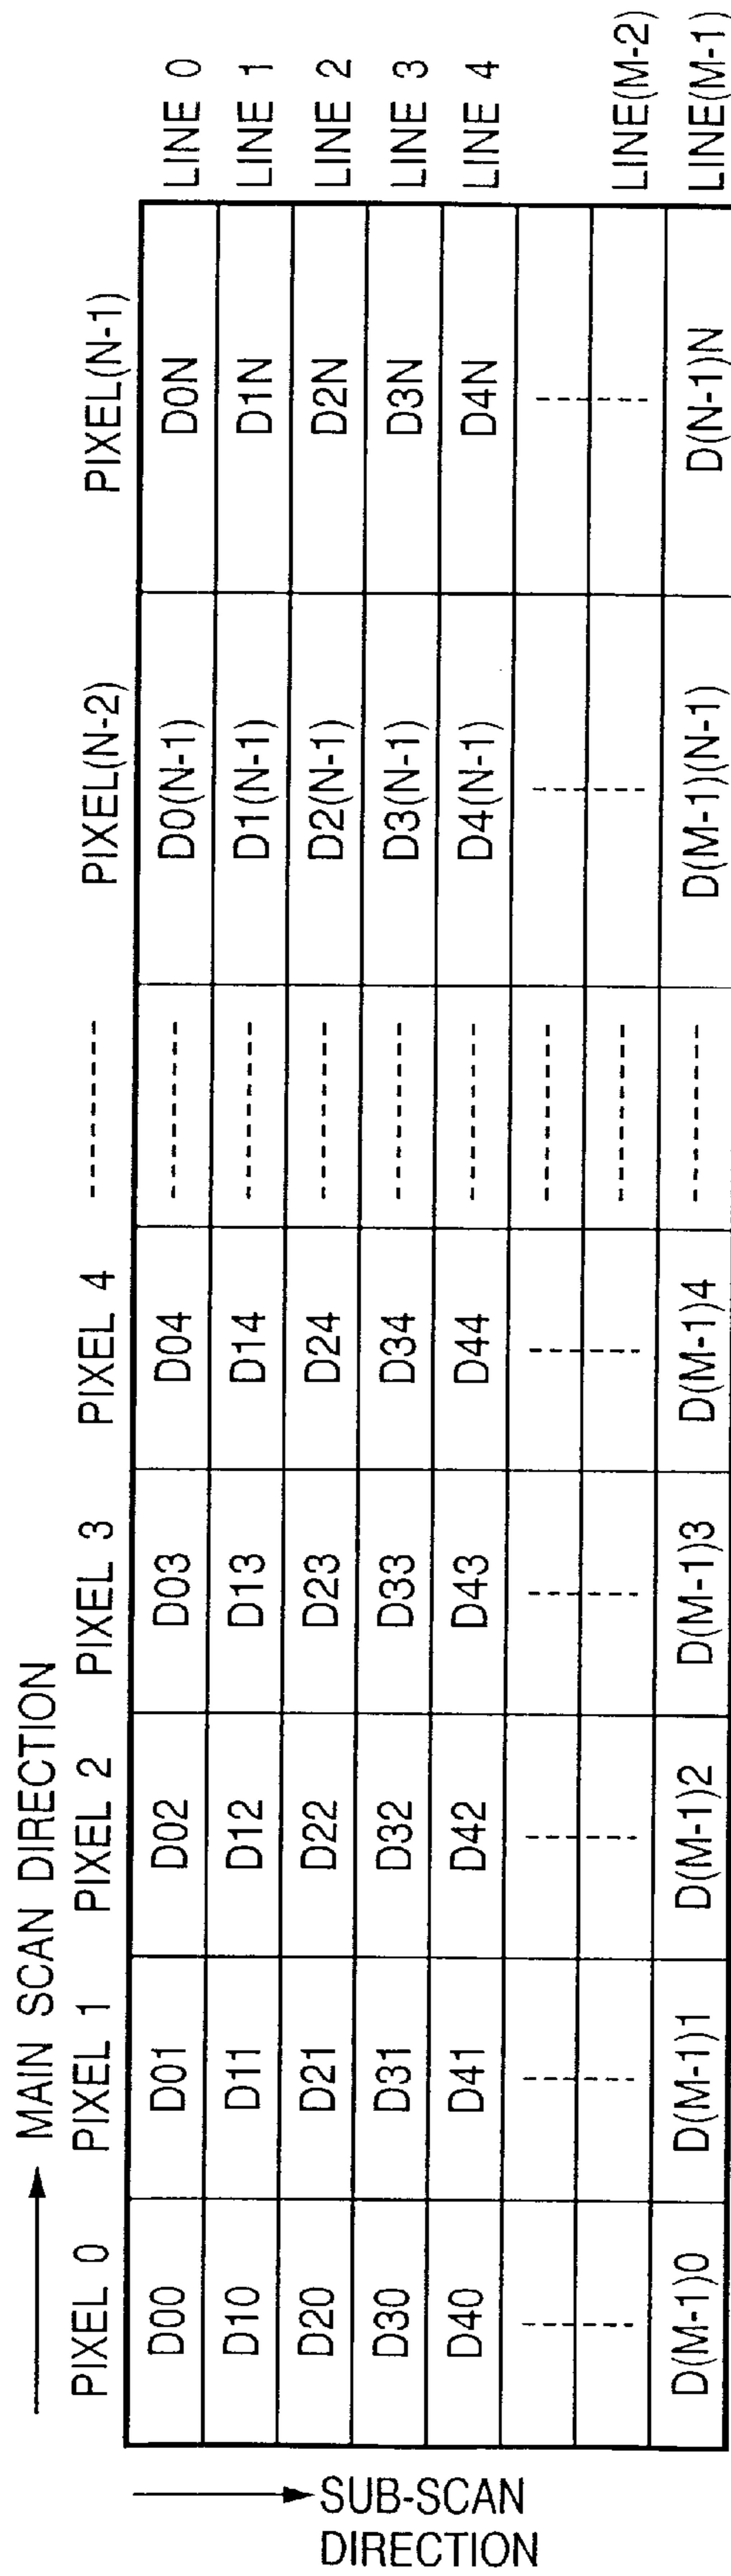 MAIN SCAN DIRECTION
PIXEL 0 PIXEL 1 PIXEL 2 PIXEL 3 PIXEL 4 --------- PIXEL(N-2) PIXEL(N-1)
D00 D01 D02 D03 D04 --------- D0(N-1) D0N LINE 0
D10 D11 D12 D13 D14 --------- D1(N-1) D1N LINE 1
D20 D21 D22 D23 D24 --------- D2(N-1) D2N LINE 2
D30 D31 D32 D33 D34 --------- D3(N-1) D3N LINE 3
D40 D41 D42 D43 D44 --------- D4(N-1) D4N LINE 4
LINE(M-2)
D(M-1)0 D(M-1)1 D(M-1)2 D(M-1)3 D(M-1)4 --------- D(M-1)(N-1) D(N-1)N LINE(M-1)
SUB-SCAN
DIRECTION